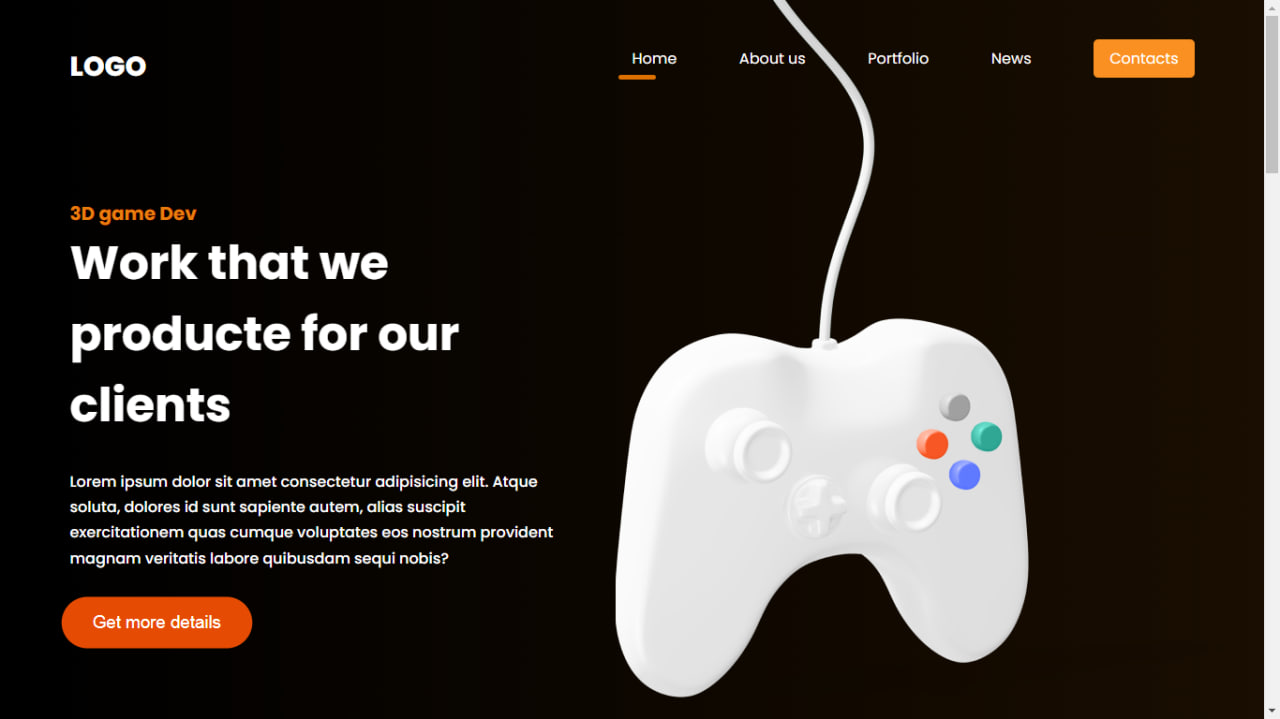 LOGO
Home About us Portfolio News Contacts
3D game Dev
Work that we
producte for our
clients
Lorem ipsum dolor sit amet consectetur adipisicing elit. Atque
soluta, dolores id sunt sapiente autem, alias suscipit
exercitationem quas cumque voluptates eos nostrum provident
magnam veritatis labore quibusdam sequi nobis?
Get more details